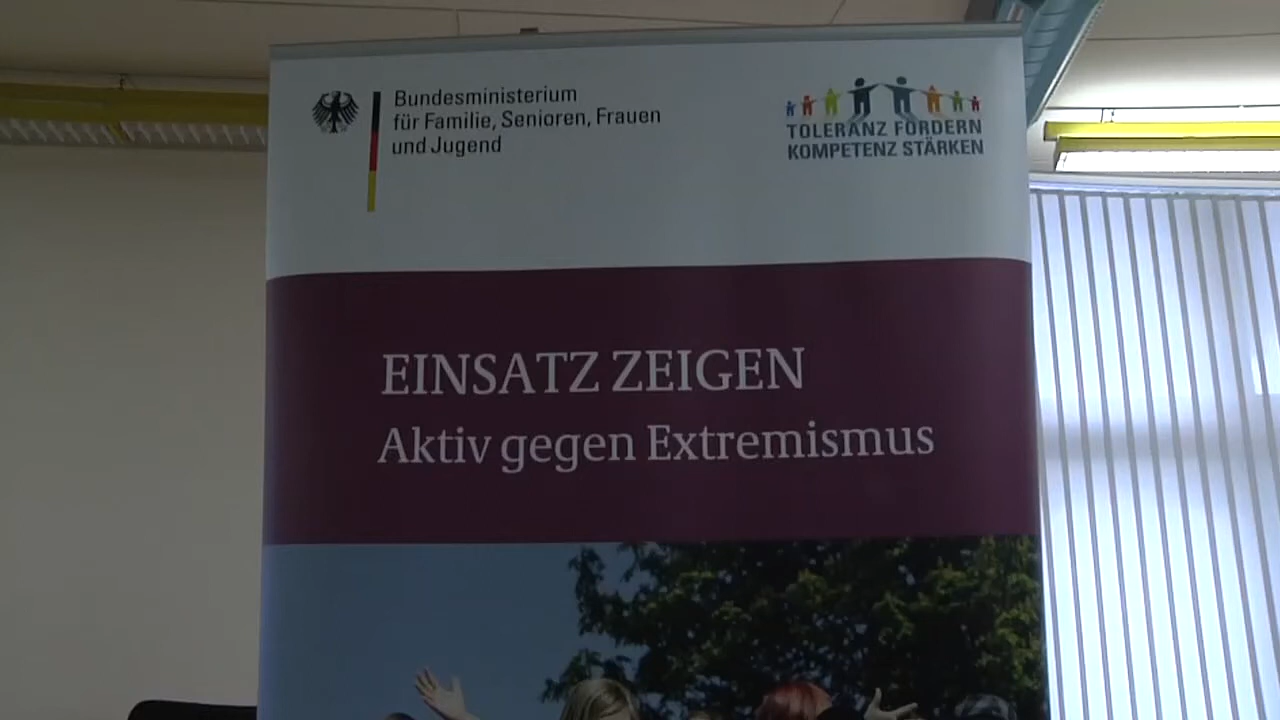 Bundesministerium
für Familie, Senioren, Frauen
und Jugend
TOLERANZ FÖRDERN
KOMPETENZ STÄRKEN
EINSATZ ZEIGEN
Aktiv gegen Extremismus